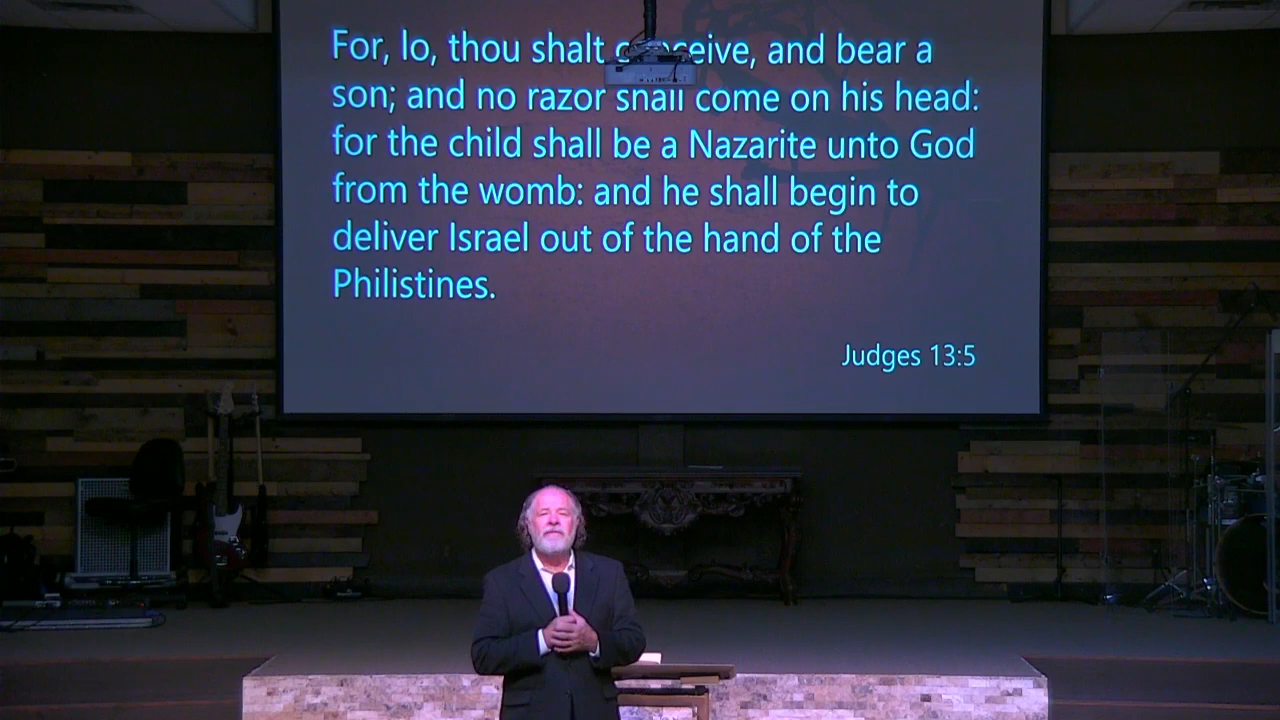 For, lo, thou shalt conceive, and bear a
son; and no razor shall come on his head:
for the child shall be a Nazarite unto God
from the womb: and he shall begin to
deliver Israel out of the hand of the
Philistines.
Judges 13:5